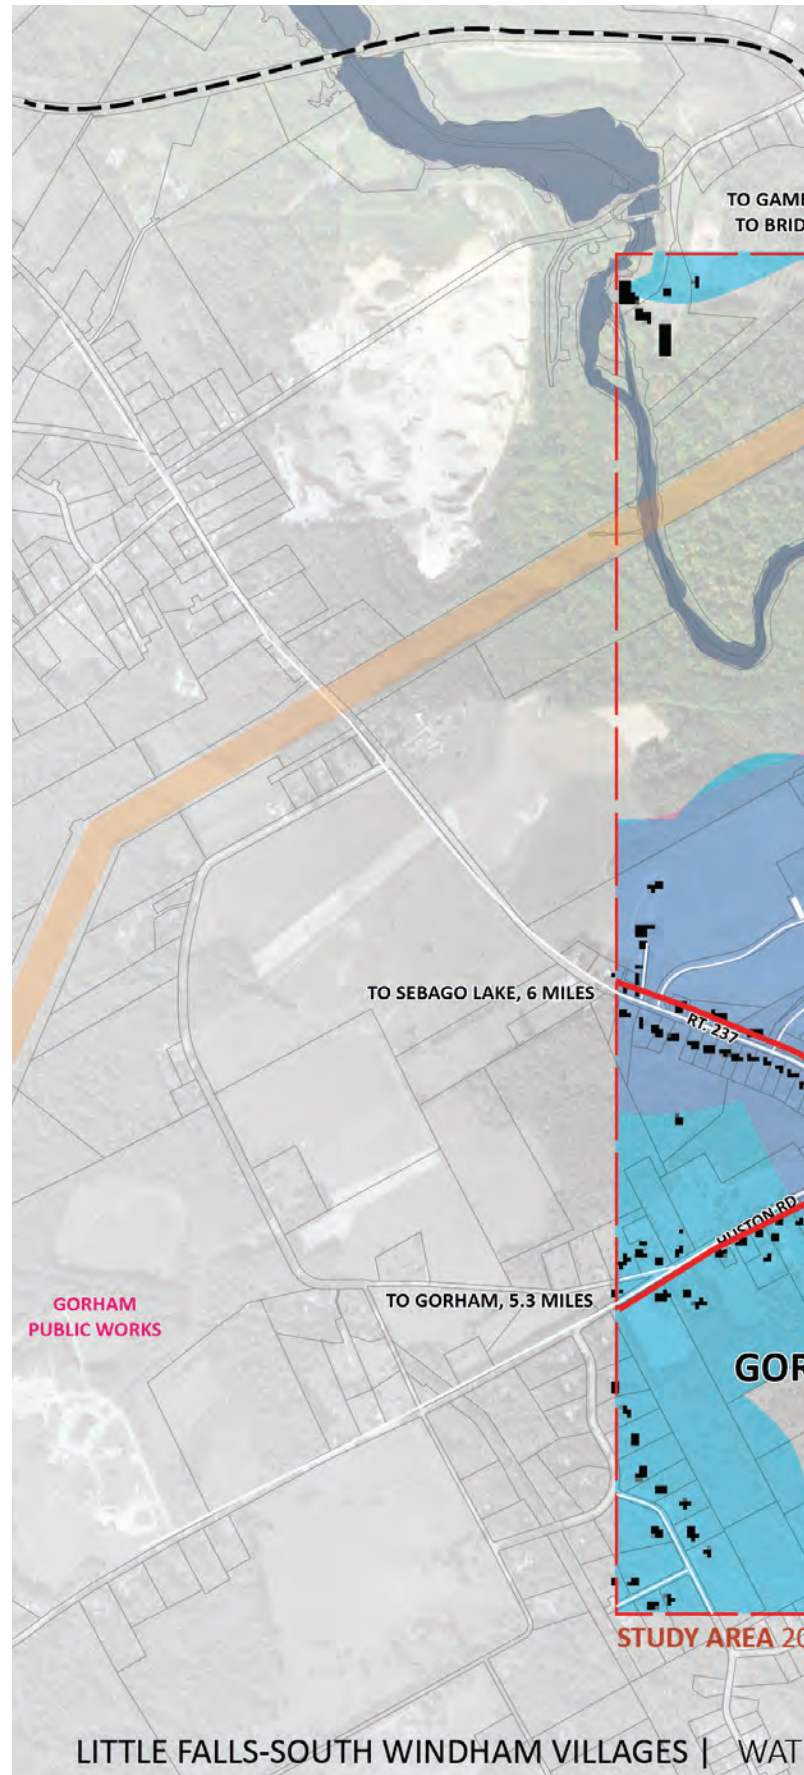 TO GAM
TO BRID
TO SEBAGO LAKE, 6 MILES
RT. 237
HUSTON RD
TO GORHAM, 5.3 MILES
GORHAM
PUBLIC WORKS
GOR
STUDY AREA 20
LITTLE FALLS-SOUTH WINDHAM VILLAGES | WAT